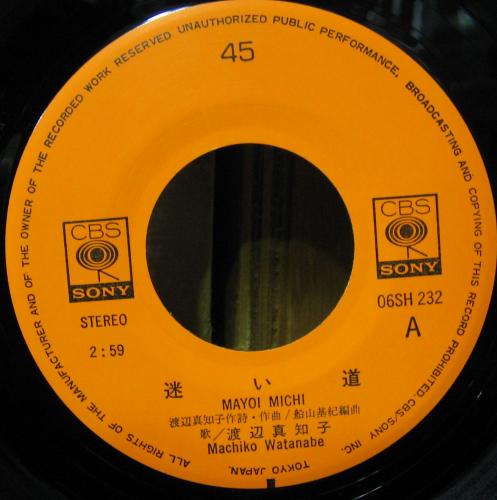 ALL RIGHTS OF THE MANUFACTURER AND OF THE OWNER OF THE RECORDED WORK RESERVED UNAUTHORIZED PUBLIC PERFORMANCE, BROADCASTING AND COPYING OF THIS RECORD PROHIBITED. CBS/SONY INC. TOKYO JAPAN.
45
CBS
SONY
CBS
SONY
STEREO
06SH 232
2:59
A
迷い道
MAYOI MICHI
渡辺真知子作詩・作曲/船山基紀編曲
歌/渡辺真知子
Machiko Watanabe